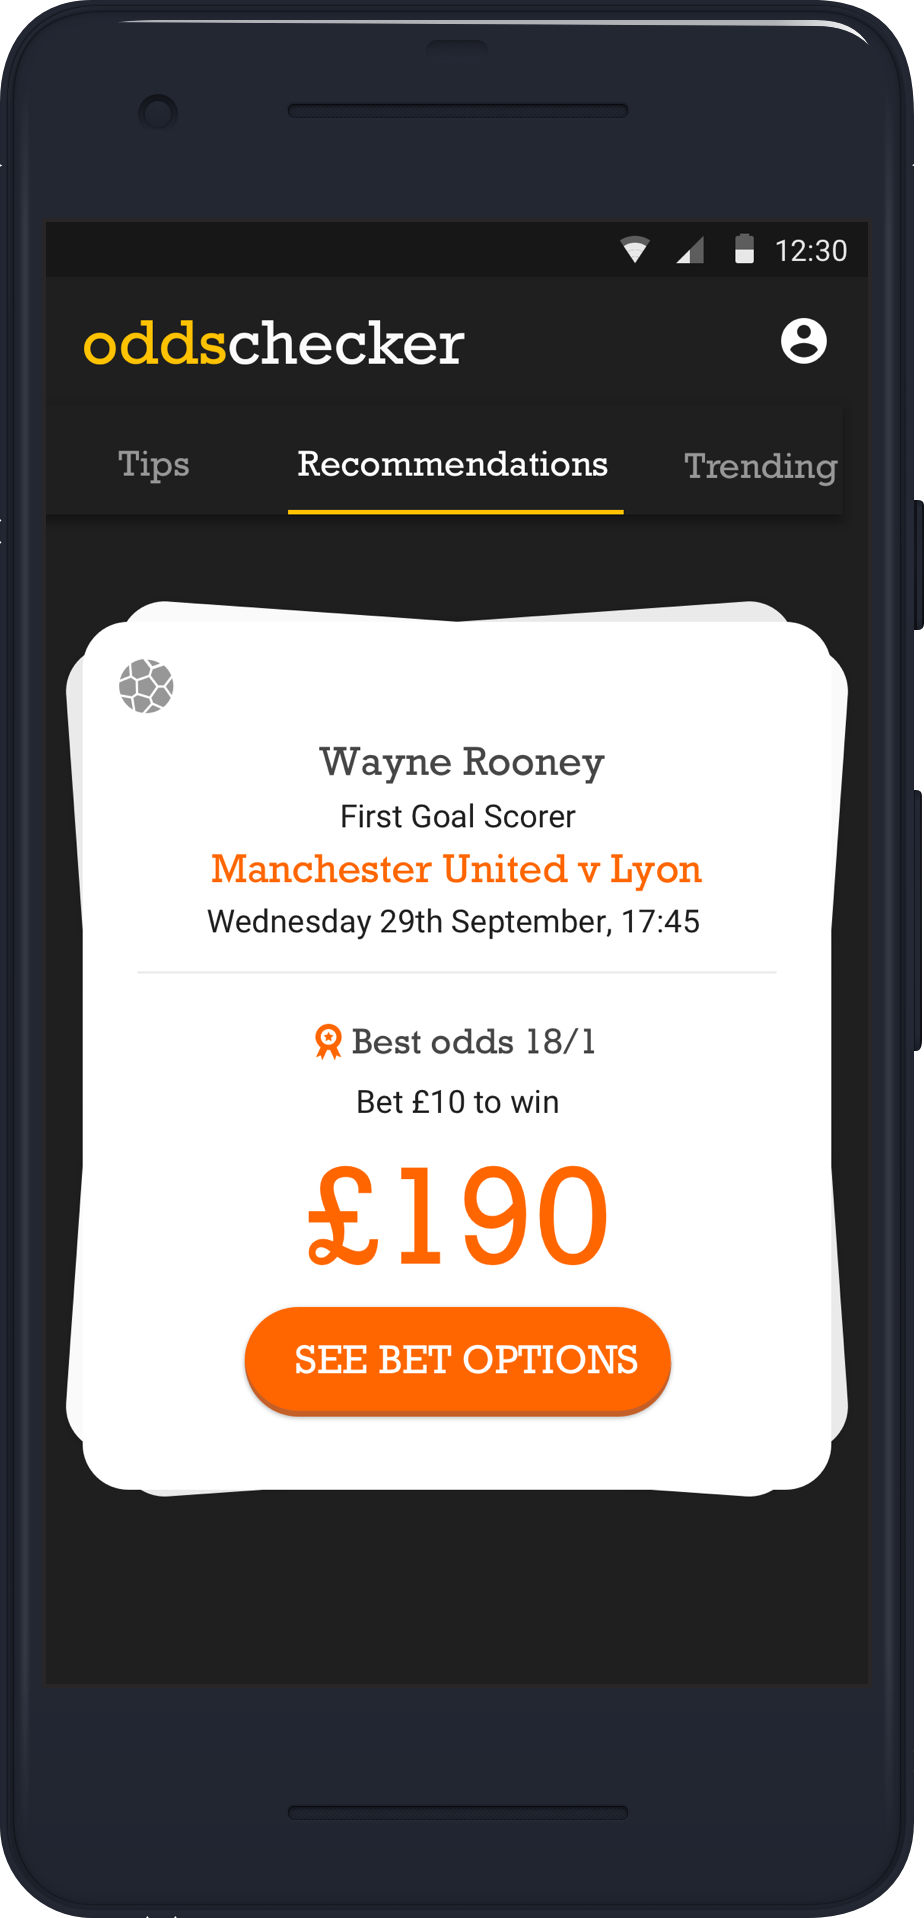 12:30
oddschecker
Tips Recommendations Trending
Wayne Rooney
First Goal Scorer
Manchester United v Lyon
Wednesday 29th September, 17:45
Best odds 18/1
Bet £10 to win
£190
SEE BET OPTIONS